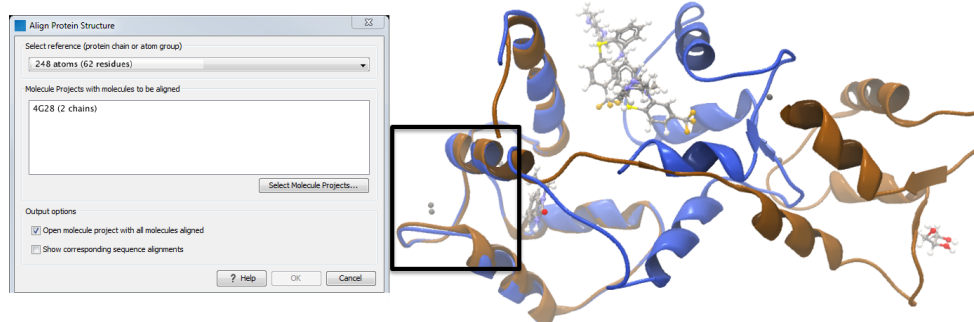 Align Protein Structure
Select reference (protein chain or atom group)
248 atoms (62 residues)
Molecule Projects with molecules to be aligned
4G28 (2 chains)
Select Molecule Projects...
Output options
Open molecule project with all molecules aligned
Show corresponding sequence alignments
? Help OK Cancel